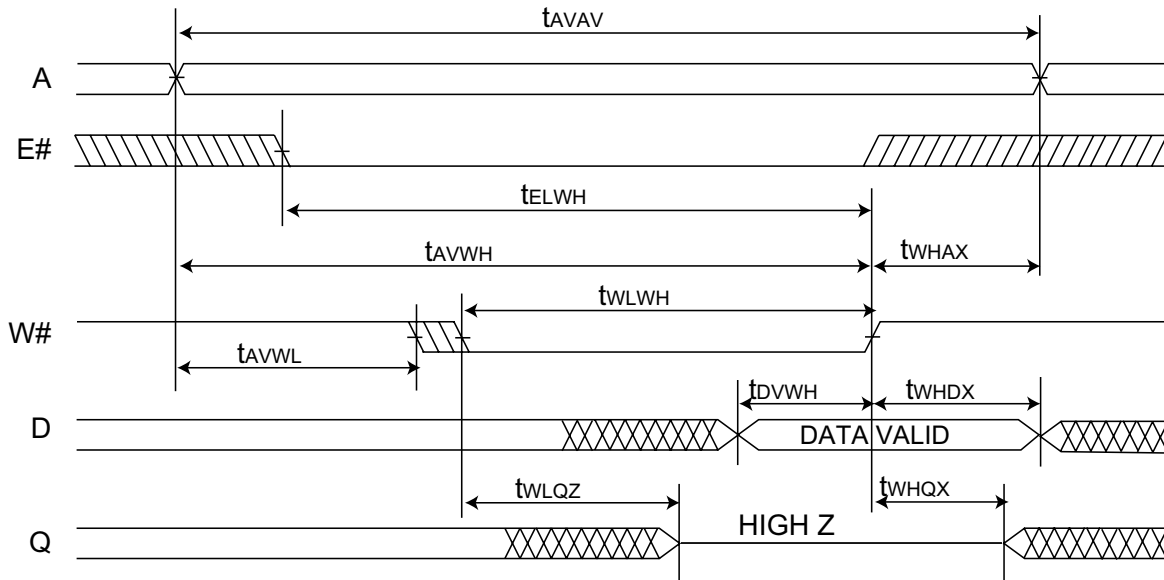 tAVAV
A
E#
tELWH
tAVWH tWHAX
tWLWH
W#
tAVWL
tDVWH tWHDX
D DATA VALID
tWLQZ tWHQX
Q HIGH Z